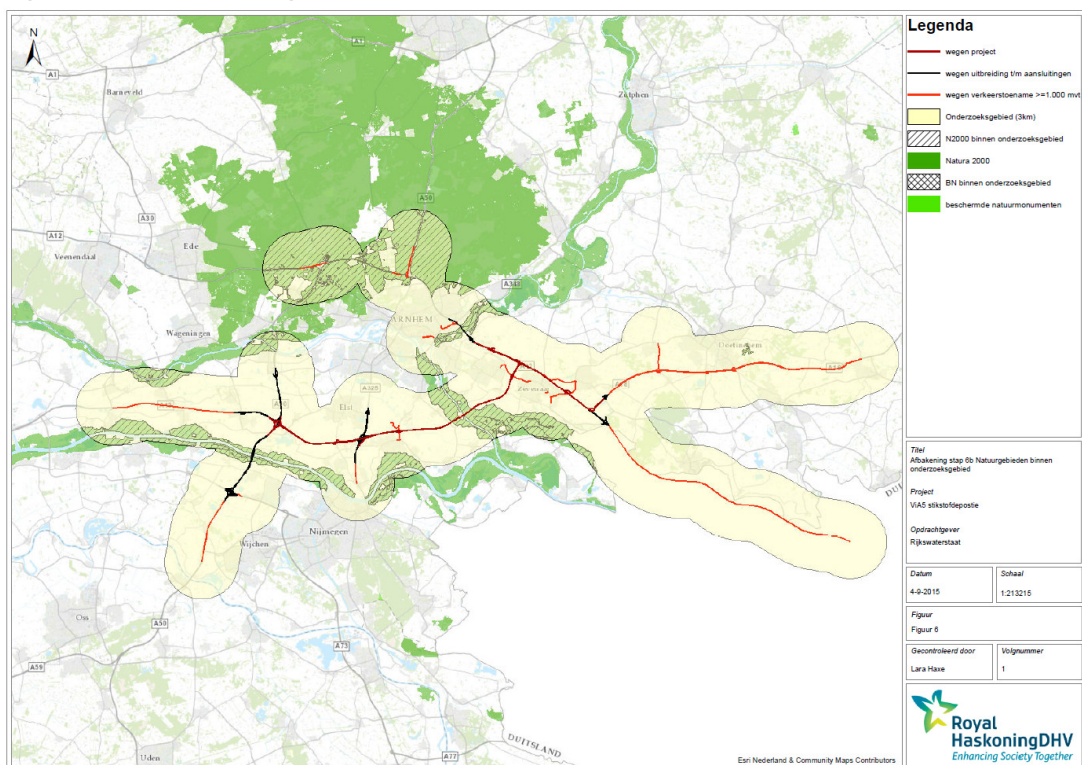 N
A1
A1
Barneveld
Zutphen
A30
A50
A12
Ede
Veenendaal
A348
Wageningen
ARNHEM
Doetinchem
Zevenaar
A325
Elst
Nijmegen
Wijchen
Oss
A50
A73
A59
DUITSLAND
Uden
A77
Esri Nederland & Community Maps Contributors
Legenda
wegen project
wegen uitbreiding t/m aansluitingen
wegen verkeerstoename >=1.000 mvt
Onderzoeksgebied (3km)
N2000 binnen onderzoeksgebied
Natura 2000
BN binnen onderzoeksgebied
beschermde natuurmonumenten
Titel
Afbakening stap 6b Natuurgebieden binnen
onderzoeksgebied
Project
ViA5 stikstofdepostie
Opdrachtgever
Rijkswaterstaat
Datum
4-9-2015
Schaal
1:213215
Figuur
Figuur 6
Gecontroleerd door
Lara Haxe
Volgnummer
1
Royal
HaskoningDHV
Enhancing Society Together